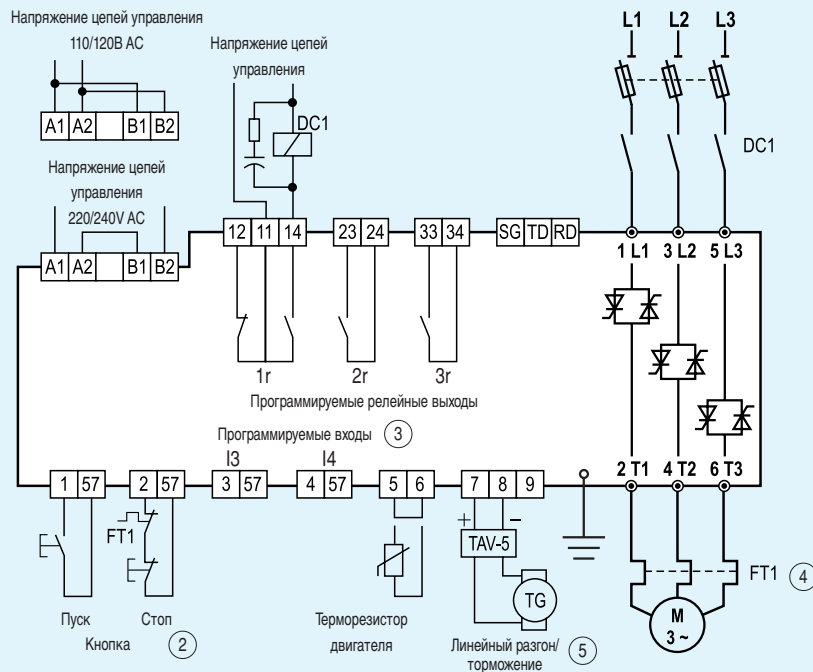 Напряжение цепей управления
110/120В AC
A1 A2 B1 B2
Напряжение цепей
управления
220/240V AC
A1 A2 B1 B2
Напряжение цепей
управления
DC1
L1 L2 L3
DC1
12 11 14 23 24 33 34 SG TD RD
1 L1 3 L2 5 L3
1r 2r 3r
Программируемые релейные выходы
Программируемые входы 3
I3 I4
2 T1 4 T2 6 T3
1 57 2 57 3 57 4 57 5 6 7 8 9
+ −
FT1
TAV-5
TG
FT1 4
M
3 ~
Пуск Стоп
Кнопка 2
Терморезистор
двигателя
Линейный разгон/
торможение
5